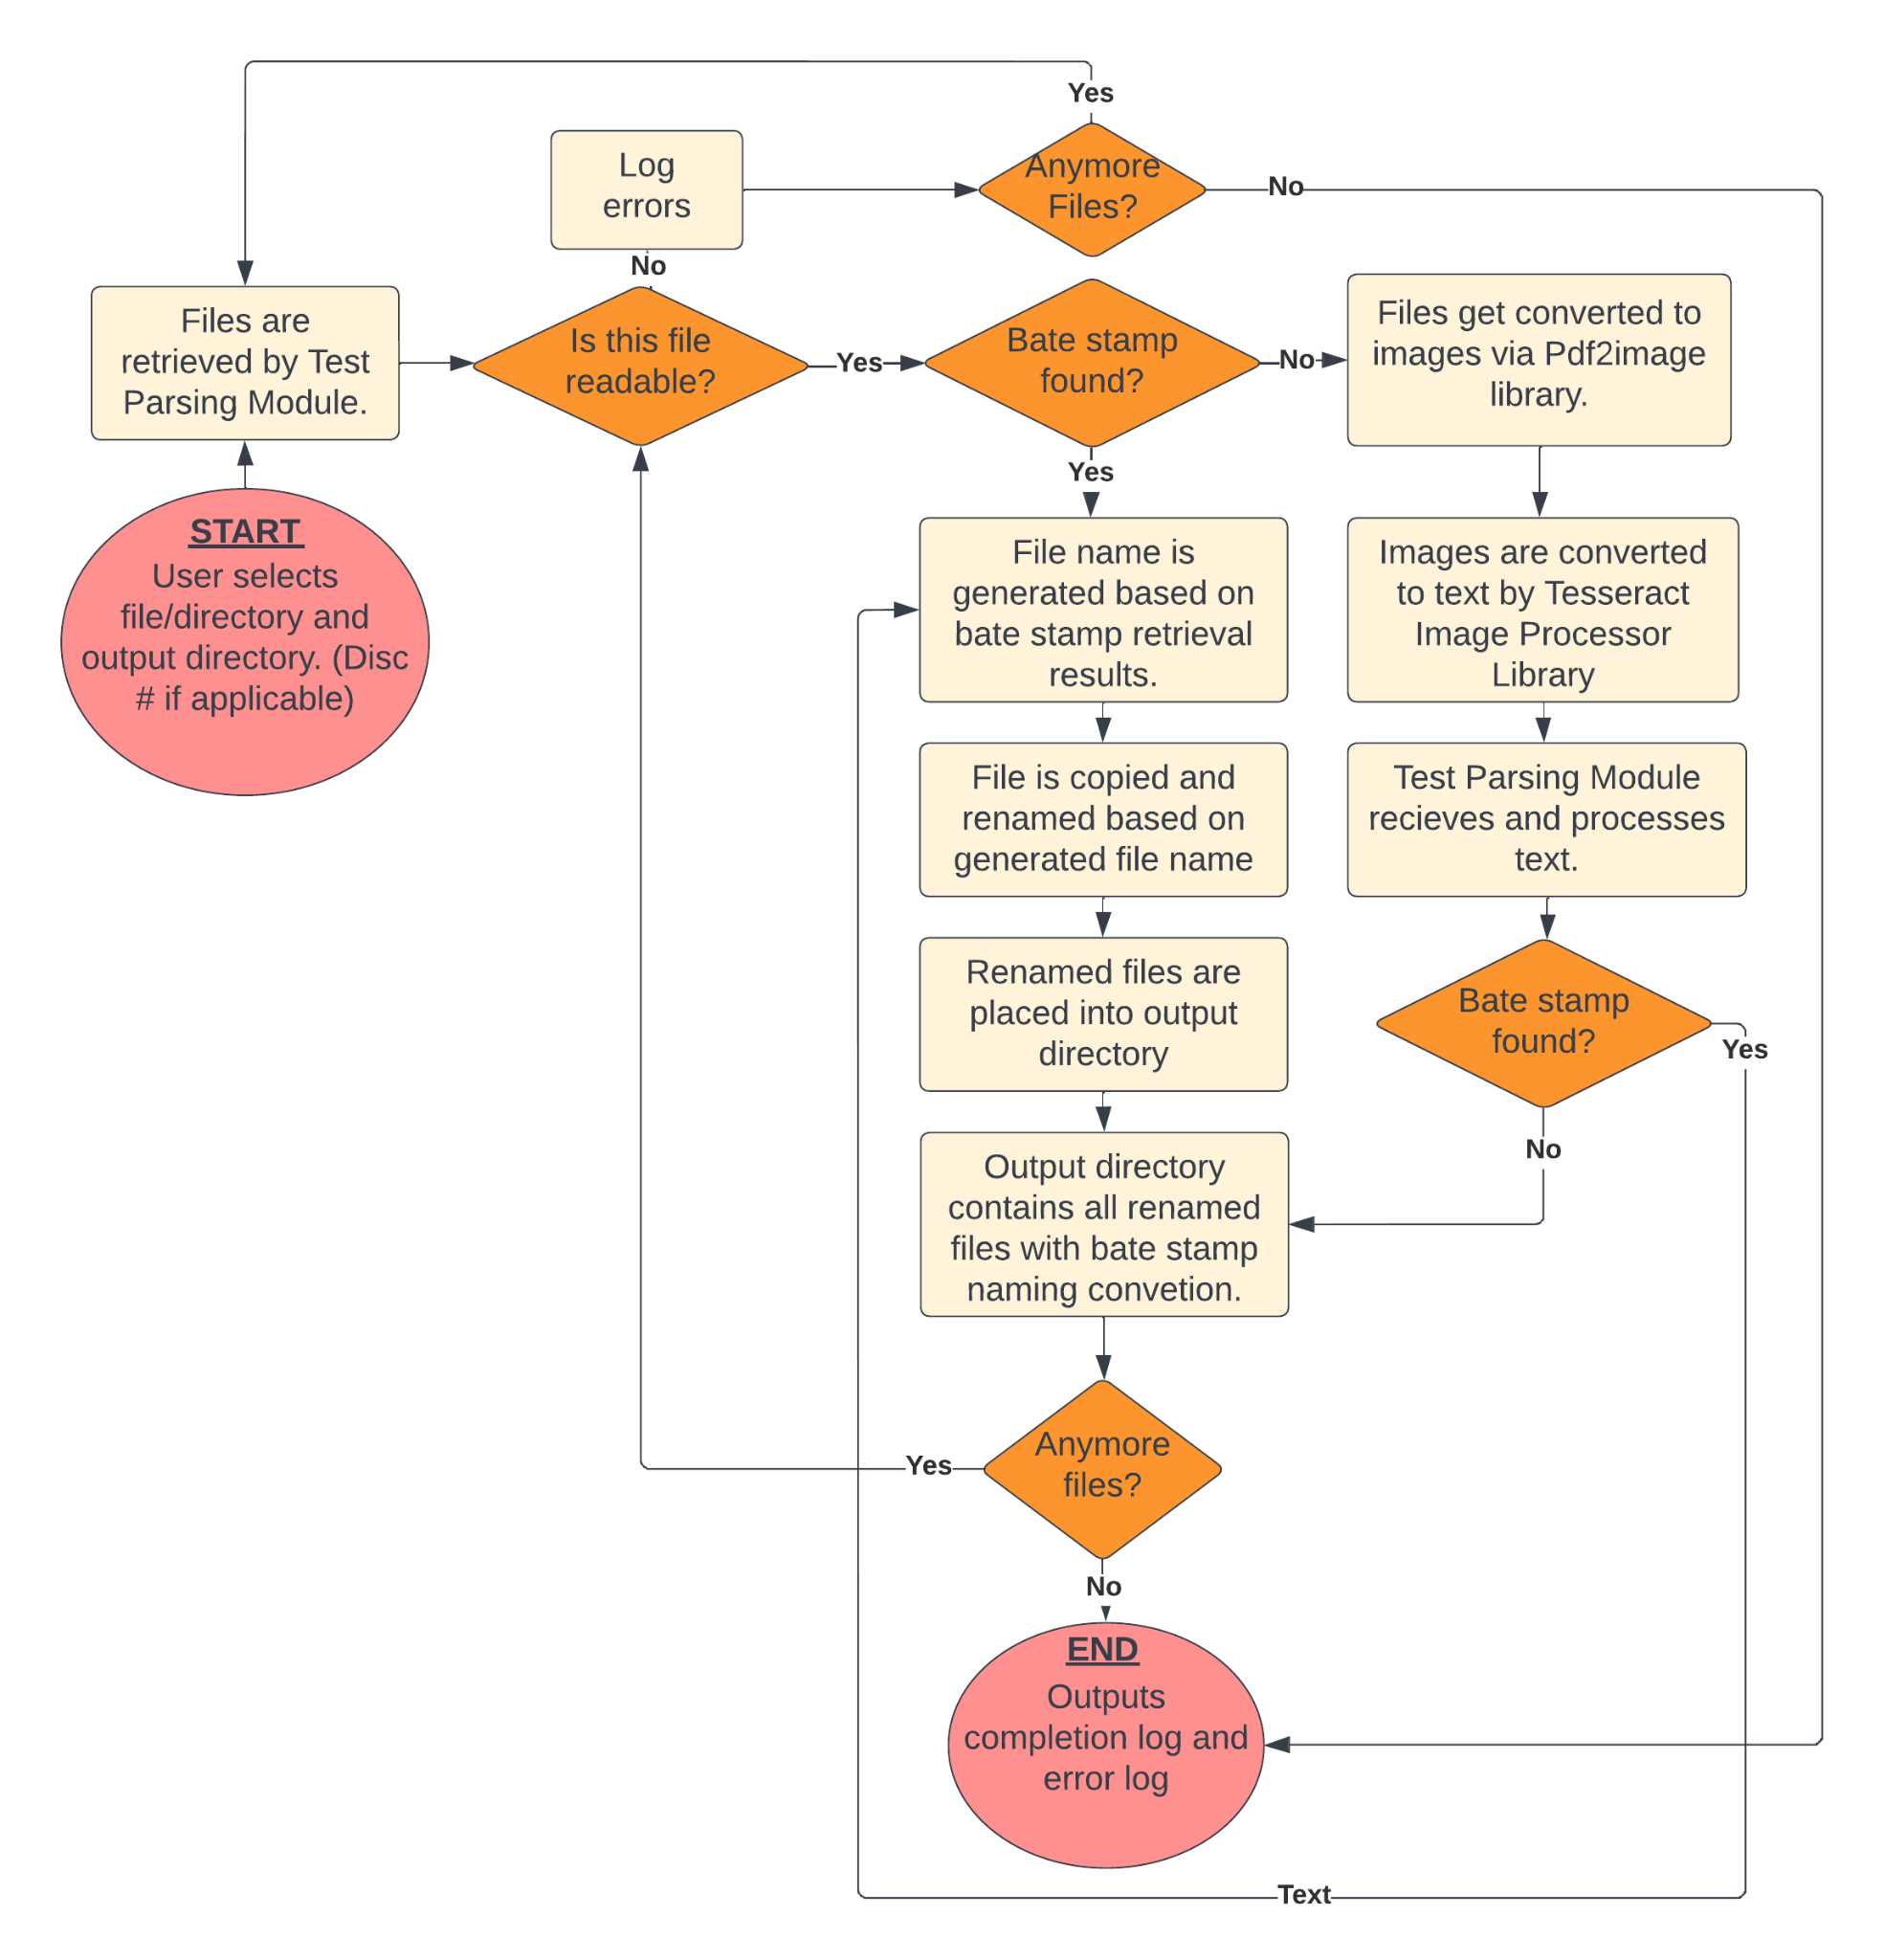 Yes
Log
errors
No
Anymore
Files?
No
Files are
retrieved by Test
Parsing Module.
Is this file
readable?
Yes
Bate stamp
found?
No
Files get converted to
images via Pdf2image
library.
Yes
START
User selects
file/directory and
output directory. (Disc
# if applicable)
File name is
generated based on
bate stamp retrieval
results.
Images are converted
to text by Tesseract
Image Processor
Library
File is copied and
renamed based on
generated file name
Test Parsing Module
recieves and processes
text.
Renamed files are
placed into output
directory
Bate stamp
found?
Yes
No
Output directory
contains all renamed
files with bate stamp
naming convetion.
Anymore
files?
Yes
No
END
Outputs
completion log and
error log
Text